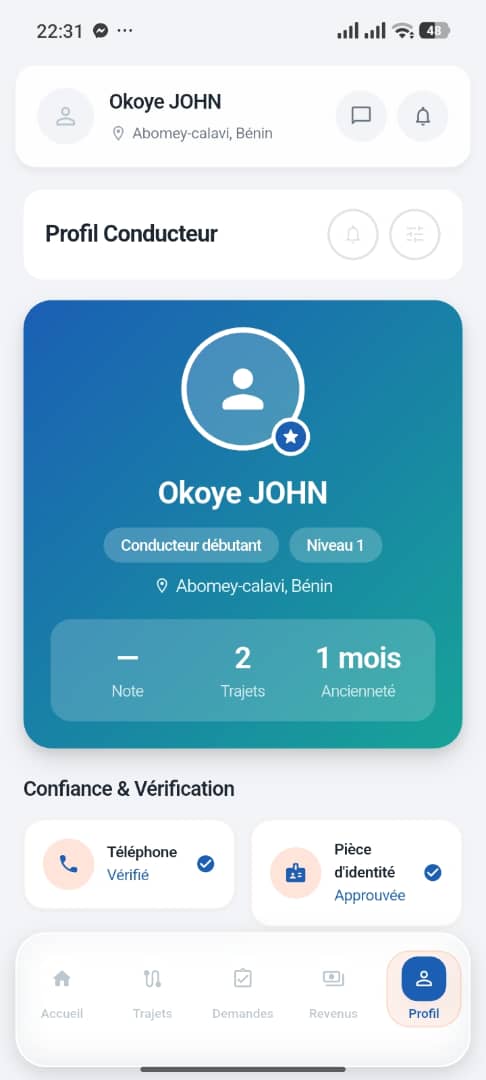 22:31 ...
48
Okoye JOHN
Abomey-calavi, Bénin
Profil Conducteur
Okoye JOHN
Conducteur débutant Niveau 1
Abomey-calavi, Bénin
— 2 1 mois
Note Trajets Ancienneté
Confiance & Vérification
Téléphone
Vérifié
Pièce
d'identité
Approuvée
Accueil Trajets Demandes Revenus Profil